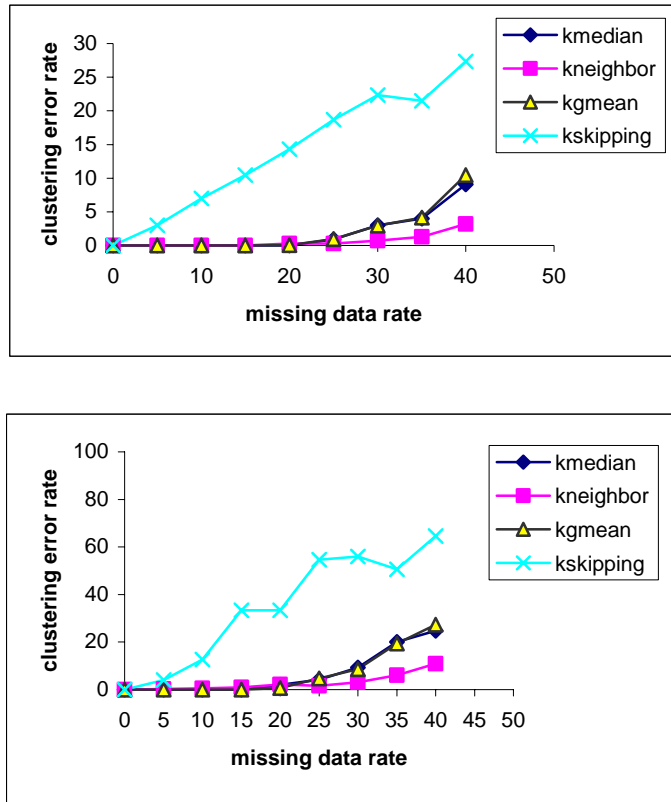 30
25
20
15
10
5
0
clustering error rate
0 10 20 30 40 50
missing data rate
kmedian
kneighbor
kgmean
kskipping
100
80
60
40
20
0
clustering error rate
0 5 10 15 20 25 30 35 40 45 50
missing data rate
kmedian
kneighbor
kgmean
kskipping